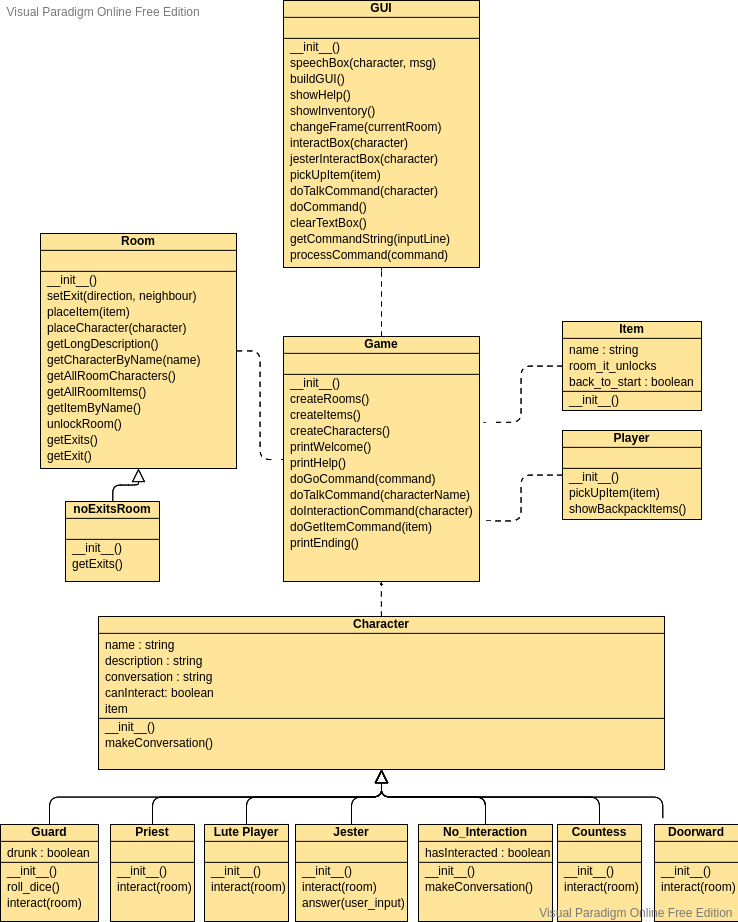 Visual Paradigm Online Free Edition
GUI
__init__()
speechBox(character, msg)
buildGUI()
showHelp()
showInventory()
changeFrame(currentRoom)
interactBox(character)
jesterInteractBox(character)
pickUpItem(item)
doTalkCommand(character)
doCommand()
clearTextBox()
getCommandString(inputLine)
processCommand(command)
Room
__init__()
setExit(direction, neighbour)
placeItem(item)
placeCharacter(character)
getLongDescription()
getCharacterByName(name)
getAllRoomCharacters()
getAllRoomItems()
getItemByName()
unlockRoom()
getExits()
getExit()
noExitsRoom
__init__()
getExits()
Game
__init__()
createRooms()
createItems()
createCharacters()
printWelcome()
printHelp()
doGoCommand(command)
doTalkCommand(characterName)
doInteractionCommand(character)
doGetItemCommand(item)
printEnding()
Item
name : string
room_it_unlocks
back_to_start : boolean
__init__()
Player
__init__()
pickUpItem(item)
showBackpackItems()
Character
name : string
description : string
conversation : string
canInteract: boolean
item
__init__()
makeConversation()
Guard
drunk : boolean
__init__()
roll_dice()
interact(room)
Priest
__init__()
interact(room)
Lute Player
__init__()
interact(room)
Jester
__init__()
interact(room)
answer(user_input)
No_Interaction
hasInteracted : boolean
__init__()
makeConversation()
Countess
__init__()
interact(room)
Doorward
__init__()
interact(room)
Visual Paradigm Online Free Edition